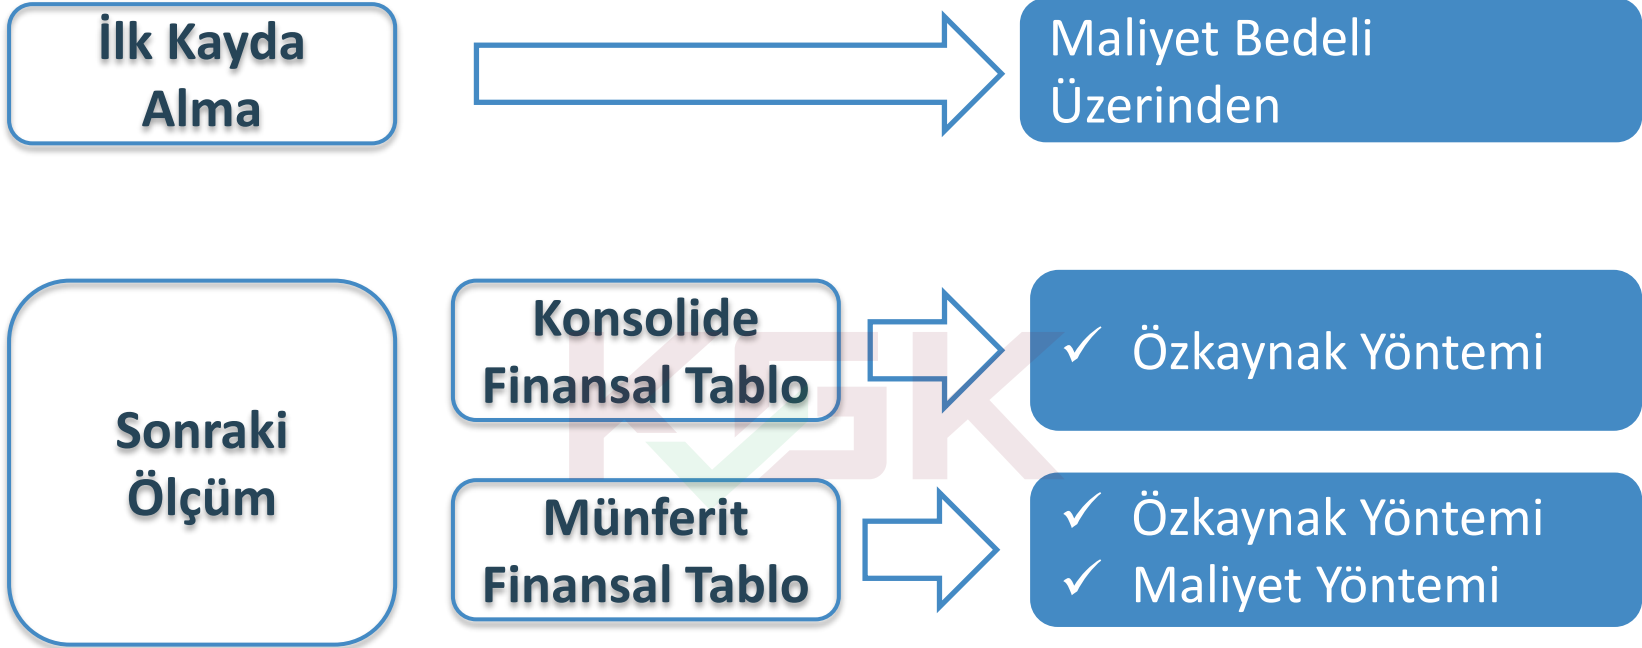 İlk Kayda
Alma
Maliyet Bedeli
Üzerinden
Sonraki
Ölçüm
Konsolide
Finansal Tablo
✓ Özkaynak Yöntemi
Münferit
Finansal Tablo
✓ Özkaynak Yöntemi
✓ Maliyet Yöntemi
KGK